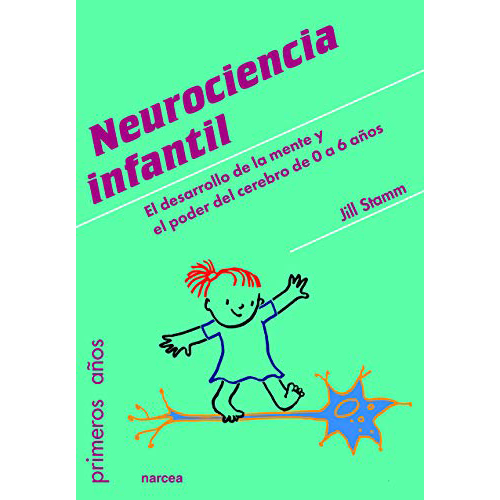 Neurociencia
infantil
El desarrollo de la mente y
el poder del cerebro de 0 a 6 años
Jill Stamm
primeros años
narcea